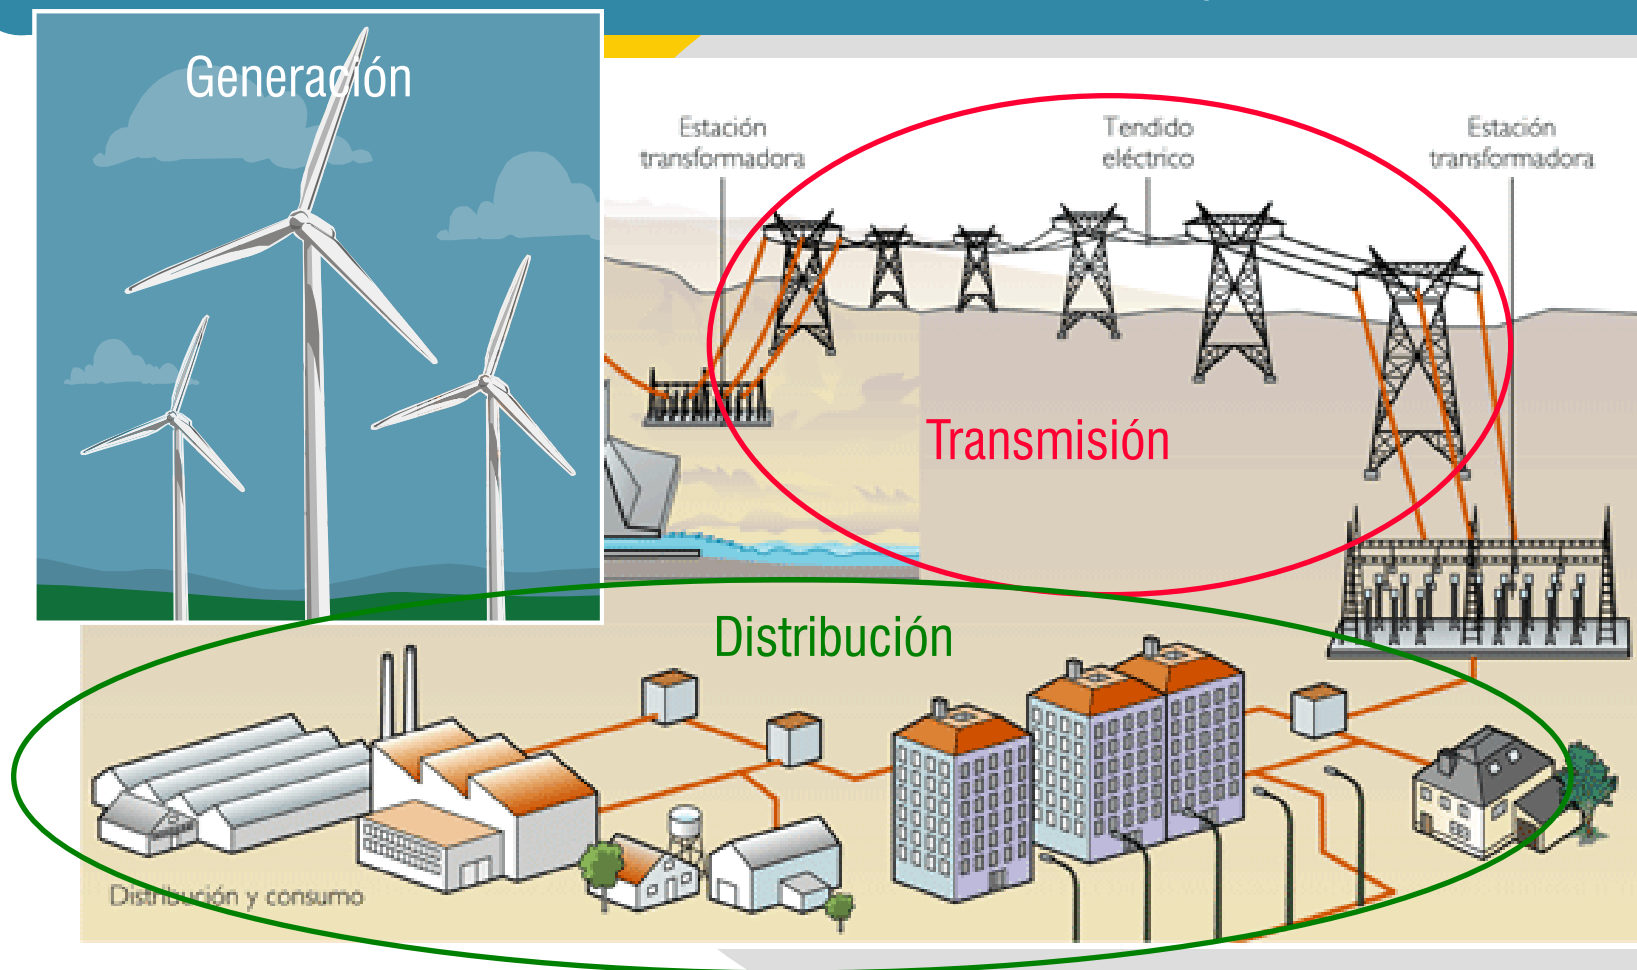 Generación
Estación
transformadora
Tendido
eléctrico
Estación
transformadora
Transmisión
Distribución
Distribución y consumo